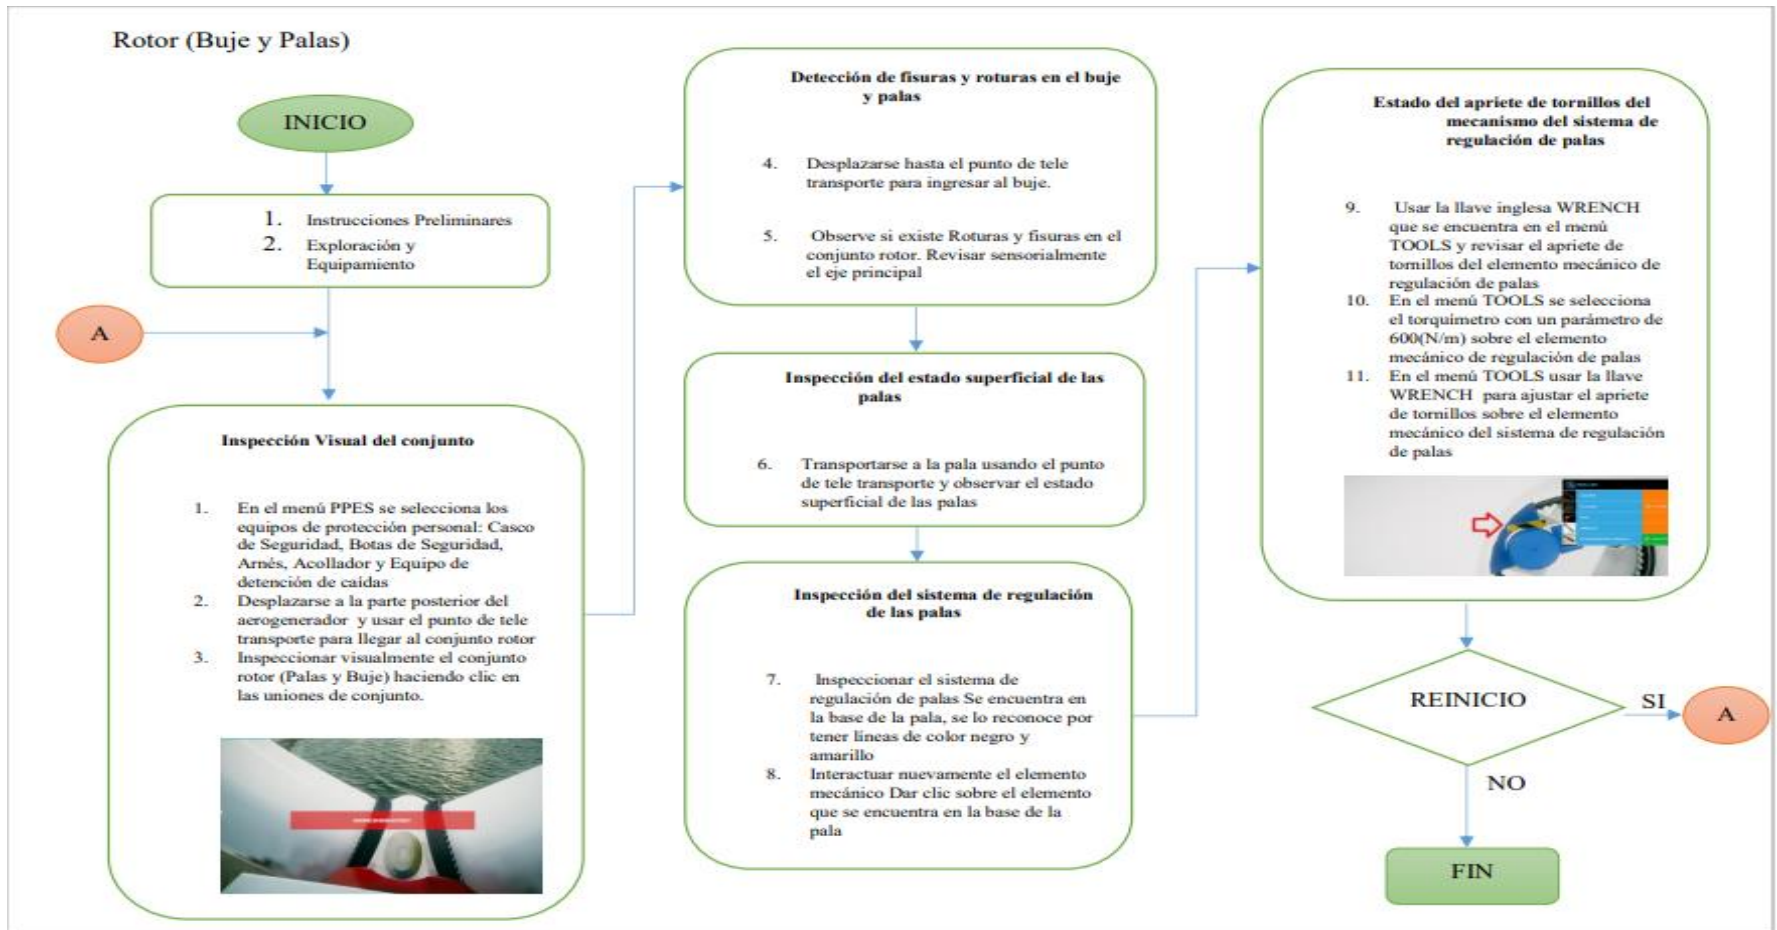 Rotor (Buje y Palas)
INICIO
1. Instrucciones Preliminares
2. Exploración y
Equipamiento
A
Inspección Visual del conjunto
1. En el menú PPES se selecciona los
equipos de protección personal: Casco
de Seguridad, Botas de Seguridad,
Arnés, Acollador y Equipo de
detención de caídas
2. Desplazarse a la parte posterior del
aerogenerador y usar el punto de tele
transporte para llegar al conjunto rotor
3. Inspeccionar visualmente el conjunto
rotor (Palas y Buje) haciendo clic en
las uniones de conjunto.
Detección de fisuras y roturas en el buje
y palas
4. Desplazarse hasta el punto de tele
transporte para ingresar al buje.
5. Observe si existe Roturas y fisuras en el
conjunto rotor. Revisar sensorialmente
el eje principal
Inspección del estado superficial de las
palas
6. Transportarse a la pala usando el punto
de tele transporte y observar el estado
superficial de las palas
Inspección del sistema de regulación
de las palas
7. Inspeccionar el sistema de
regulación de palas Se encuentra en
la base de la pala, se lo reconoce por
tener líneas de color negro y
amarillo
8. Interactuar nuevamente el elemento
mecánico Dar clic sobre el elemento
que se encuentra en la base de la
pala
Estado del apriete de tornillos del
mecanismo del sistema de
regulación de palas
9. Usar la llave inglesa WRENCH
que se encuentra en el menú
TOOLS y revisar el apriete de
tornillos del elemento mecánico de
regulación de palas
10. En el menú TOOLS se selecciona
el torquímetro con un parámetro de
600(N/m) sobre el elemento
mecánico de regulación de palas
11. En el menú TOOLS usar la llave
WRENCH para ajustar el apriete
de tornillos sobre el elemento
mecánico del sistema de regulación
de palas
REINICIO
SI
A
NO
FIN